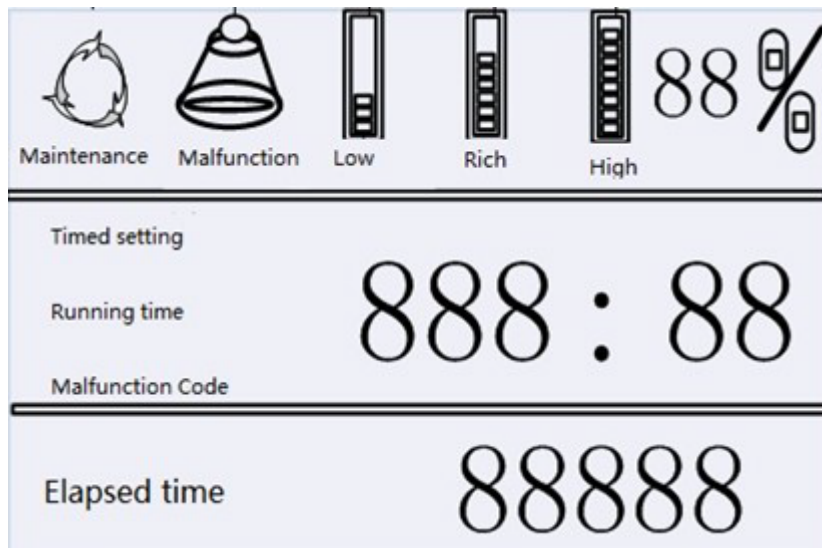 88 %
Maintenance Malfunction Low Rich High
Timed setting
Running time
888 : 88
Malfunction Code
Elapsed time 88888